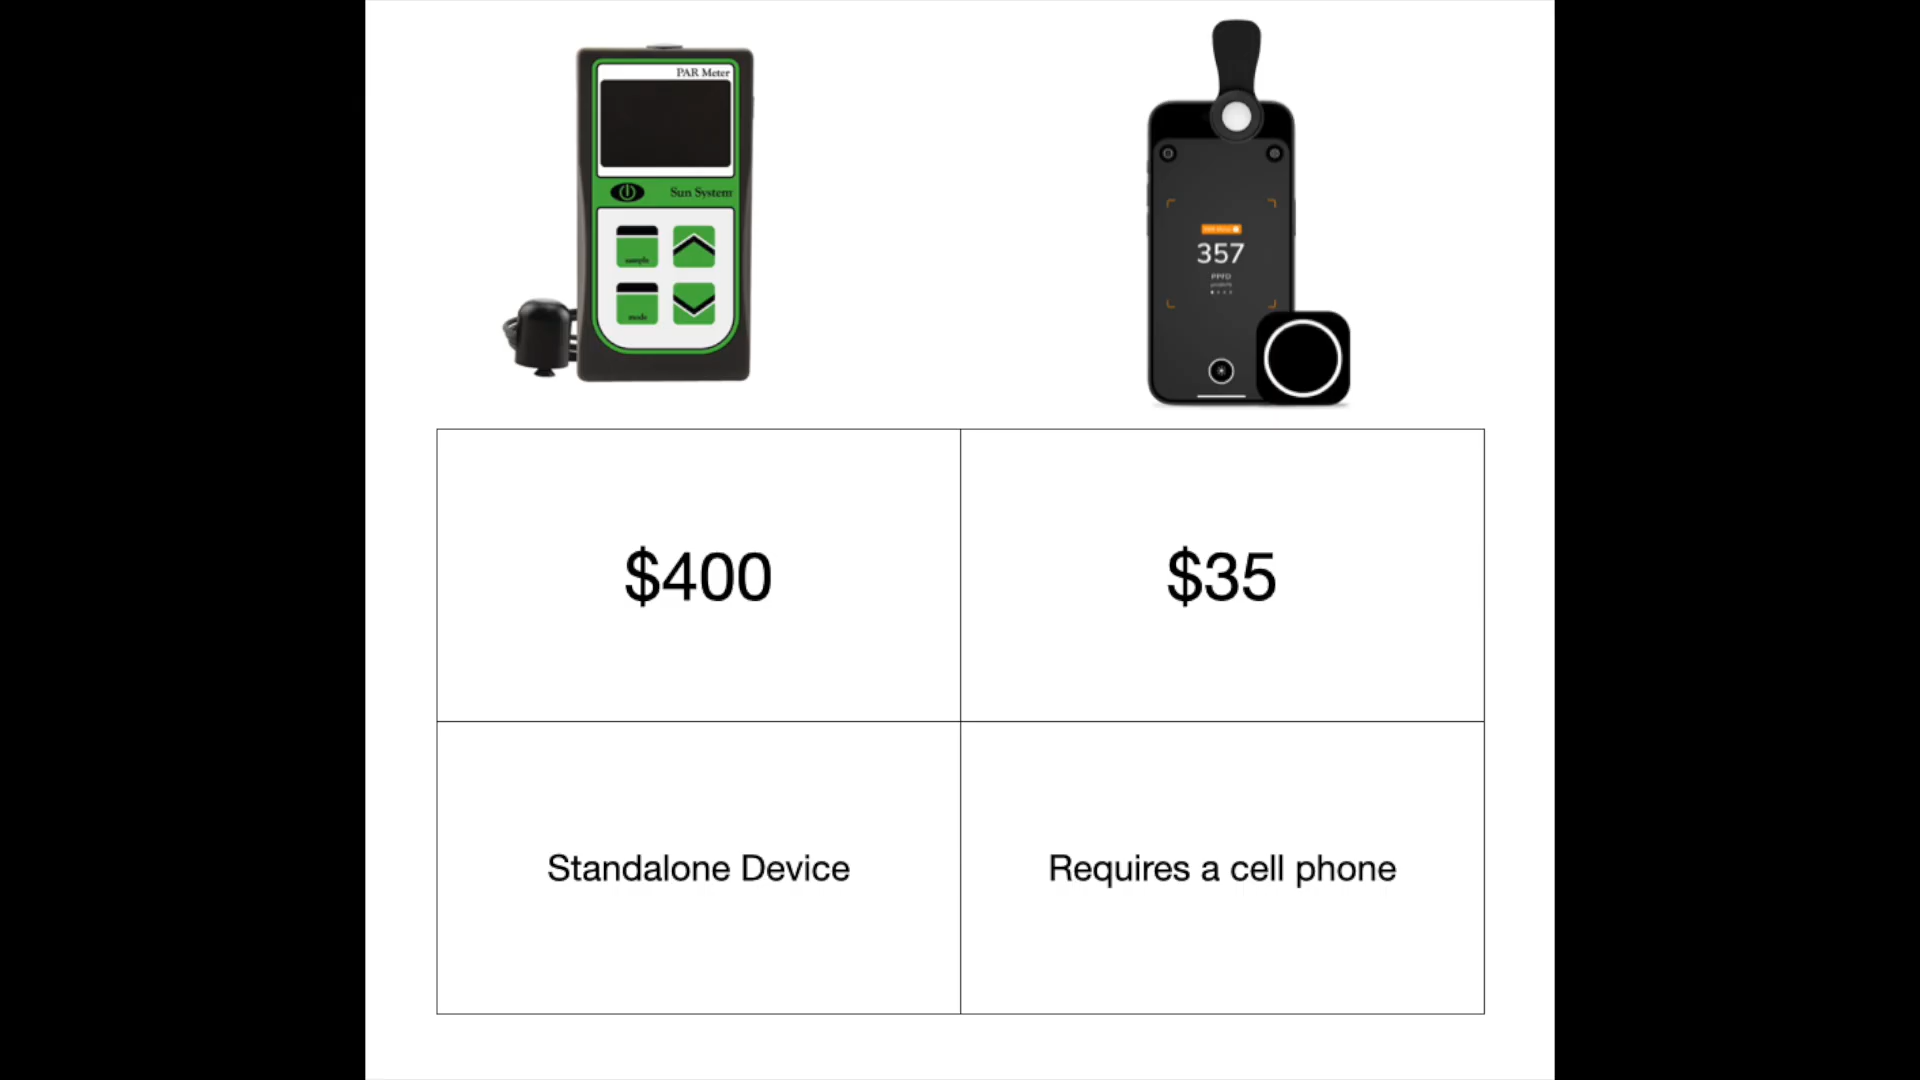 PAR Meter
Sun System
sample
mode
357
PPFD
$400
$35
Standalone Device
Requires a cell phone